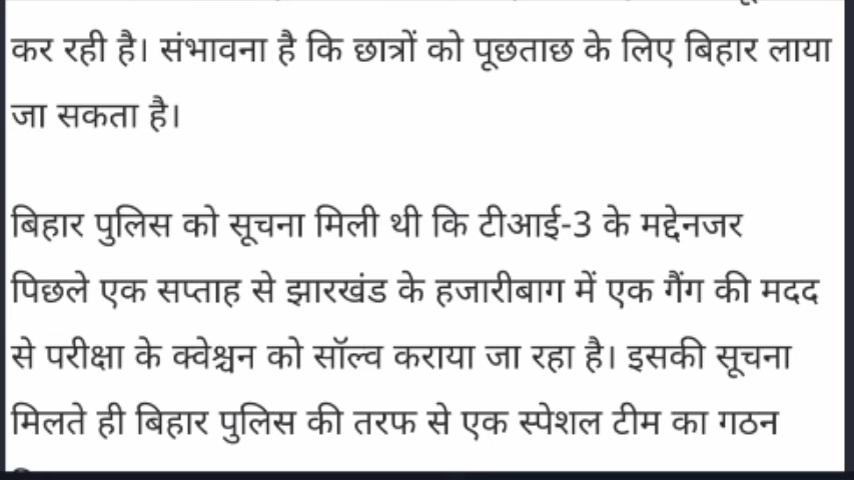 कर रही है। संभावना है कि छात्रों को पूछताछ के लिए बिहार लाया
जा सकता है।
बिहार पुलिस को सूचना मिली थी कि टीआई-3 के मद्देनजर
पिछले एक सप्ताह से झारखंड के हजारीबाग में एक गैंग की मदद
से परीक्षा के क्वेश्चन को सॉल्व कराया जा रहा है। इसकी सूचना
मिलते ही बिहार पुलिस की तरफ से एक स्पेशल टीम का गठन